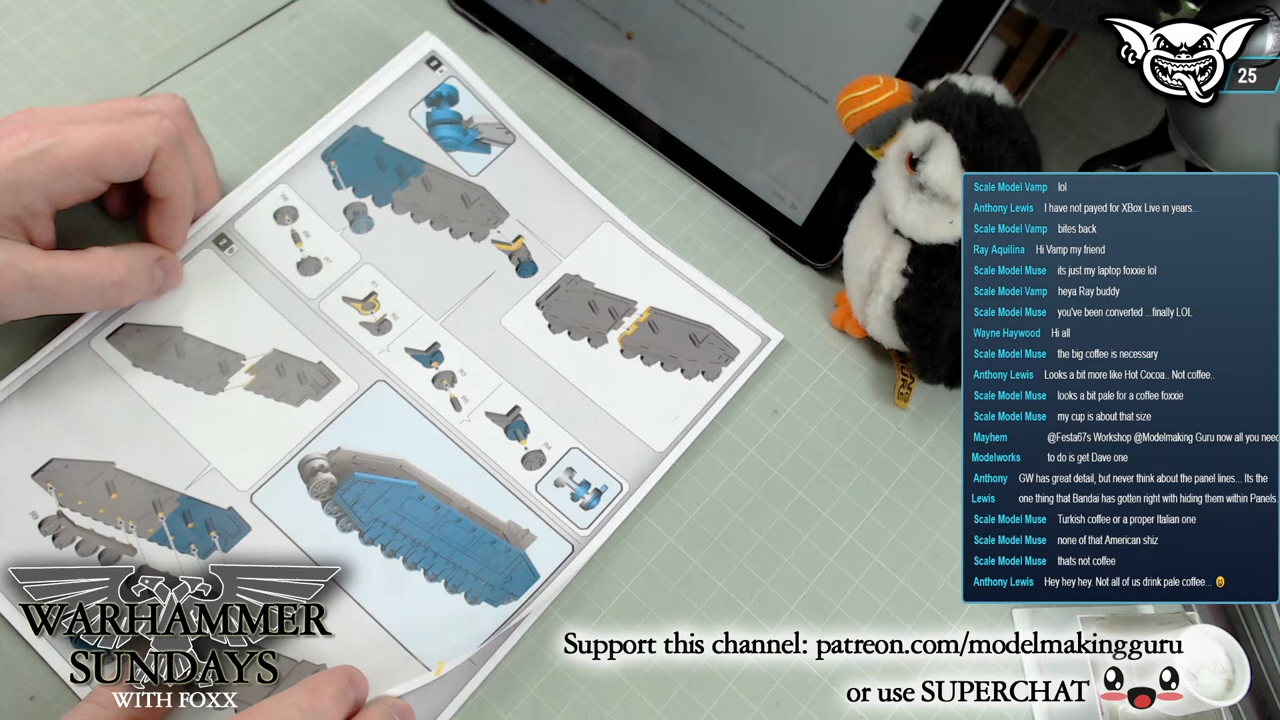 25
Scale Model Vamp lol
Anthony Lewis I have not payed for XBox Live in years...
Scale Model Vamp bites back
Ray Aquilina Hi Vamp my friend
Scale Model Muse its just my laptop foxxie lol
Scale Model Vamp heya Ray buddy
Scale Model Muse you've been converted ...finally LOL
Wayne Haywood Hi all
Scale Model Muse the big coffee is necessary
Anthony Lewis Looks a bit more like Hot Cocoa.. Not coffee..
Scale Model Muse looks a bit pale for a coffee foxxie
Scale Model Muse my cup is about that size
Mayhem @Festa67s Workshop @Modelmaking Guru now all you need
Modelworks to do is get Dave one
Anthony GW has great detail, but never think about the panel lines... Its the
Lewis one thing that Bandai has gotten right with hiding them within Panels.
Scale Model Muse Turkish coffee or a proper Italian one
Scale Model Muse none of that American shiz
Scale Model Muse thats not coffee
Anthony Lewis Hey hey hey. Not all of us drink pale coffee... 😀
WARHAMMER
SUNDAYS
WITH FOXX
Support this channel: patreon.com/modelmakingguru
or use SUPERCHAT